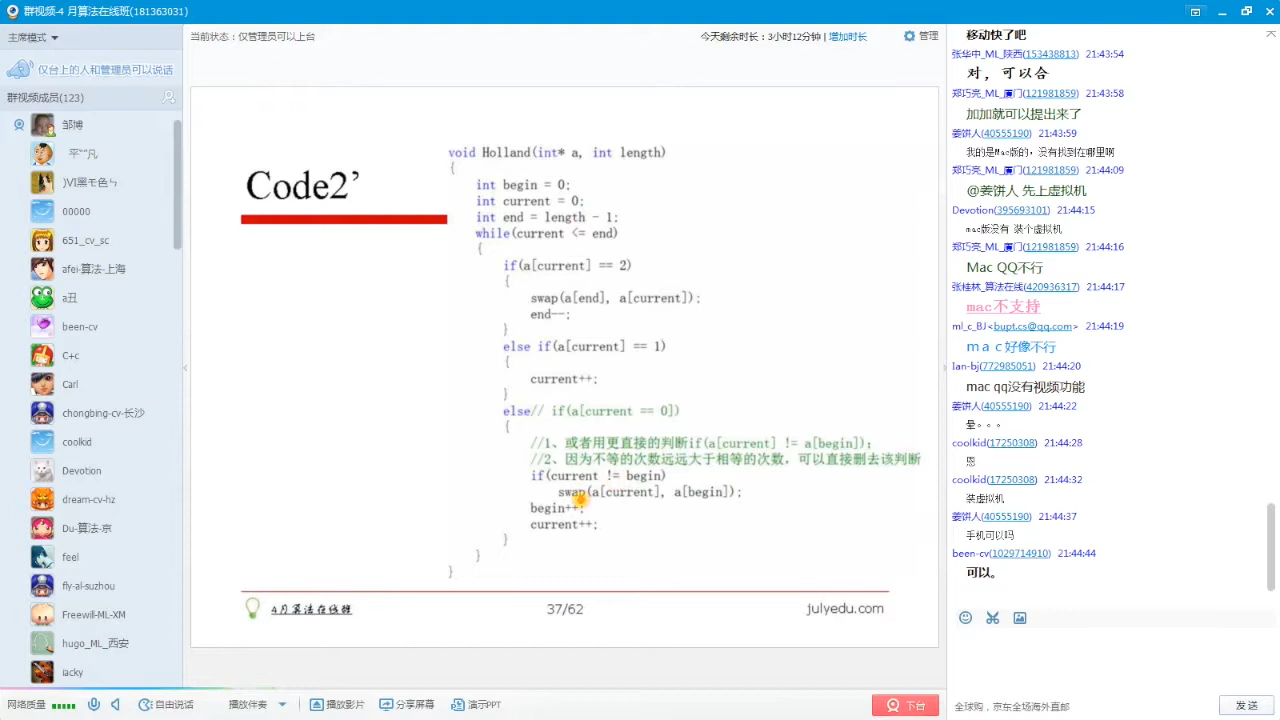 群视频-4 月算法在线班(181363031)
主席模式
仅台上的人和管理员可以说话
群视频成员(123)
邹博
平""凡
00000
651_cv_sc
afei-算法-上海
a丑
been-cv
C+c
Carl
chongbing-cv-长沙
coolkid
Devotion
dream-cv-hz
Du-算法-京
feei
fly-al-suzhou
Freewill-ML-XM
hugo_ML_西安
当前状态：仅管理员可以上台
今天剩余时长：3小时12分钟 | 增加时长
管理
Code2’
void Holland(int* a, int length)
{
int begin = 0;
int current = 0;
int end = length - 1;
while(current <= end)
{
if(a[current] == 2)
{
swap(a[end], a[current]);
end--;
}
else if(a[current] == 1)
{
current++;
}
else// if(a[current == 0])
{
//1、或者用更直接的判断if(a[current] != a[begin]);
//2、因为不等的次数远远大于相等的次数，可以直接删去该判断
if(current != begin)
swap(a[current], a[begin]);
begin++;
current++;
}
}
}
4月算法在线班
37/62
julyedu.com
移动快了吧
张华中_ML_陕西(153438813) 21:43:54
对，可以合
郑巧亮_ML_厦门(121981859) 21:43:58
加加就可以提出来了
姜饼人(40555190) 21:43:59
我的是Mac版的，没有找到在哪里啊
郑巧亮_ML_厦门(121981859) 21:44:09
@姜饼人 先上虚拟机
Devotion(395693101) 21:44:15
mac版没有 装个虚拟机
郑巧亮_ML_厦门(121981859) 21:44:16
Mac QQ不行
张桂林_算法在线(420936317) 21:44:17
mac不支持
ml_c_BJ<bupt.cs@qq.com> 21:44:19
mac好像不行
Ian-bj(772985051) 21:44:20
mac qq没有视频功能
姜饼人(40555190) 21:44:22
晕。。。
coolkid(17250308) 21:44:28
恩
coolkid(17250308) 21:44:32
装虚拟机
姜饼人(40555190) 21:44:37
手机可以吗
been-cv(1029714910) 21:44:44
可以。
网络质量
自由说话
播放伴奏
播放影片
分享屏幕
演示PPT
下台
全球购，京东全场海外直邮
发送